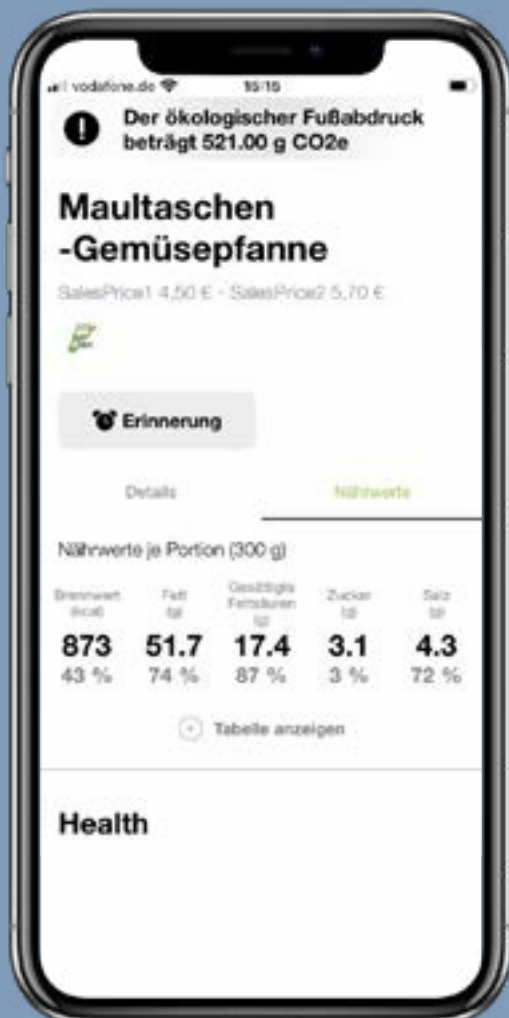 vodafone.de 15:15
Der ökologischer Fußabdruck
beträgt 521.00 g CO2e
Maultaschen
-Gemüsepfanne
SalesPrice1 4,50 € - SalesPrice2 5,70 €
Erinnerung
Details Nährwerte
Nährwerte je Portion (300 g)
Brennwert Fett Gesättigte Zucker Salz
(kcal) (g) Fettsäuren (g) (g)
(g)
873 51.7 17.4 3.1 4.3
43 % 74 % 87 % 3 % 72 %
Tabelle anzeigen
Health